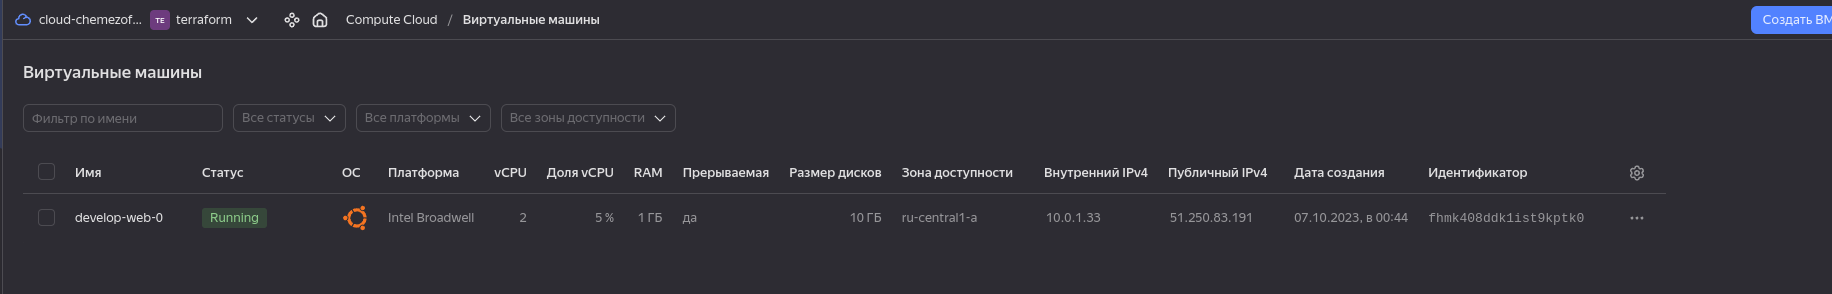 cloud-chemezof... TE terraform Compute Cloud / Виртуальные машины Создать ВМ
Виртуальные машины
Фильтр по имени Все статусы Все платформы Все зоны доступности
Имя Статус ОС Платформа vCPU Доля vCPU RAM Прерываемая Размер дисков Зона доступности Внутренний IPv4 Публичный IPv4 Дата создания Идентификатор
develop-web-0 Running Intel Broadwell 2 5 % 1 ГБ да 10 ГБ ru-central1-a 10.0.1.33 51.250.83.191 07.10.2023, в 00:44 fhmk408ddk1ist9kptk0